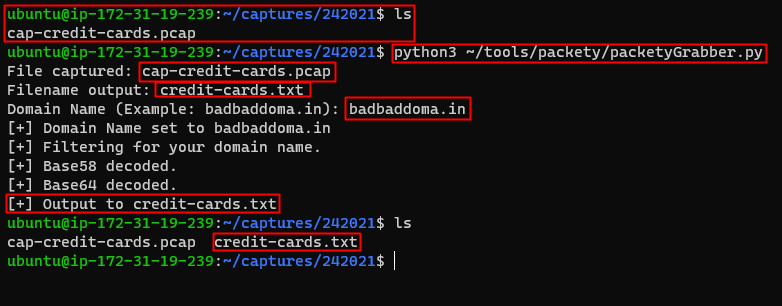 ubuntu@ip-172-31-19-239:~/captures/242021$ ls
cap-credit-cards.pcap
ubuntu@ip-172-31-19-239:~/captures/242021$ python3 ~/tools/packety/packetyGrabber.py
File captured: cap-credit-cards.pcap
Filename output: credit-cards.txt
Domain Name (Example: badbaddoma.in): badbaddoma.in
[+] Domain Name set to badbaddoma.in
[+] Filtering for your domain name.
[+] Base58 decoded.
[+] Base64 decoded.
[+] Output to credit-cards.txt
ubuntu@ip-172-31-19-239:~/captures/242021$ ls
cap-credit-cards.pcap  credit-cards.txt
ubuntu@ip-172-31-19-239:~/captures/242021$